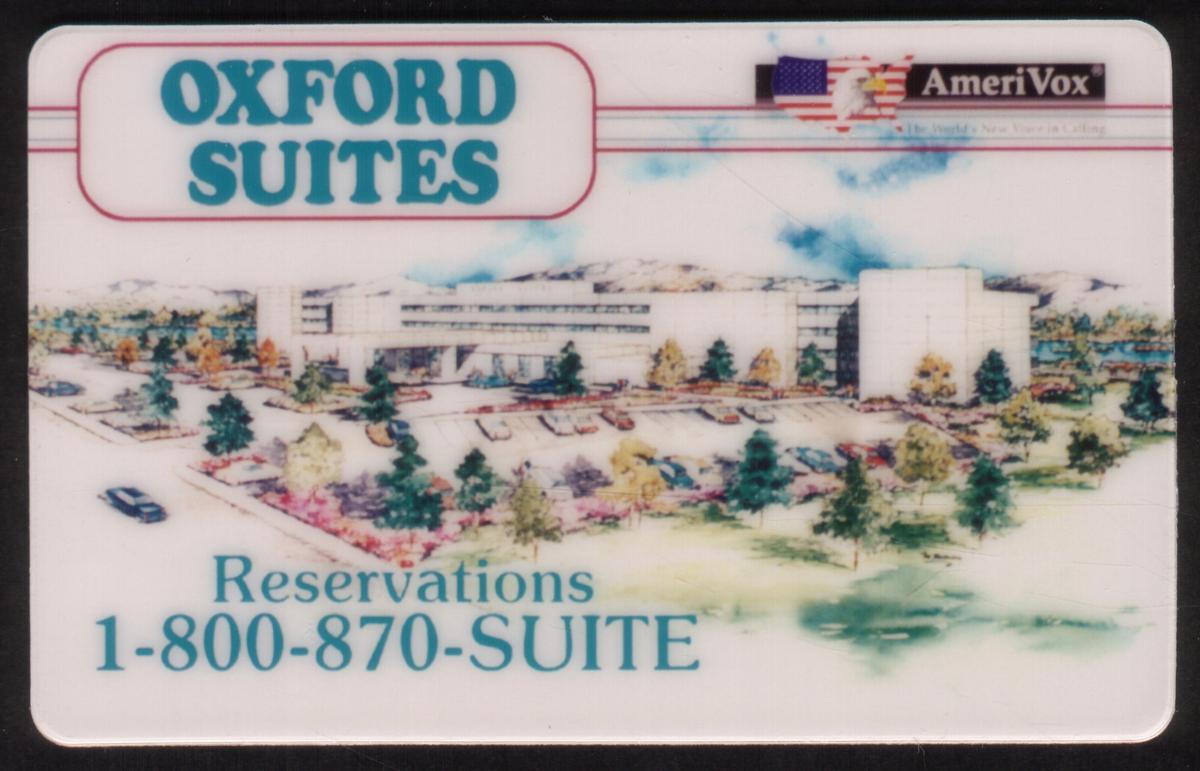 OXFORD
SUITES
AmeriVox®
The World's New Voice in Calling
Reservations
1-800-870-SUITE